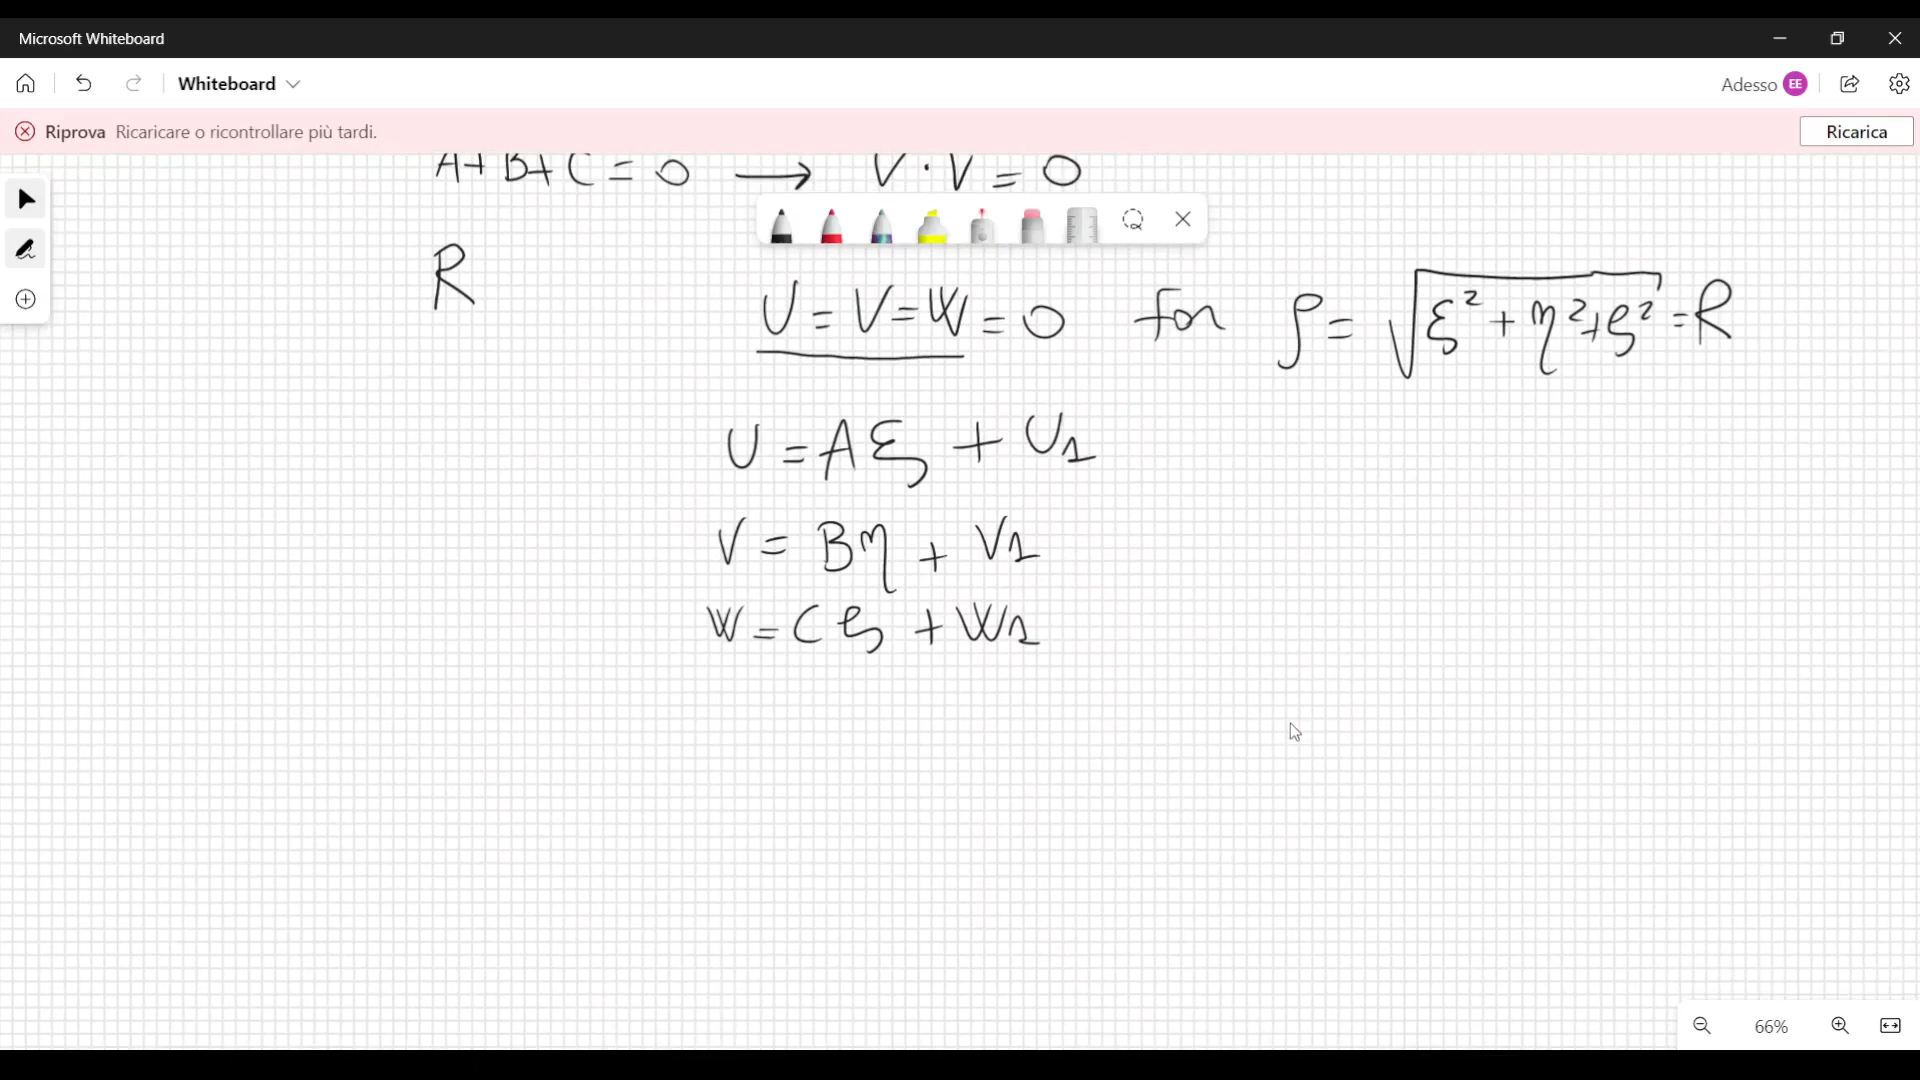 Microsoft Whiteboard
Whiteboard
Adesso EE
Riprova Ricaricare o ricontrollare più tardi.
Ricarica
A + B + C = 0 → V · V = 0
R
U = V = W = 0 for ρ = √ξ² + η² + ζ² = R
U = Aξ + U₁
V = Bη + V₁
W = Cζ + W₁
66%